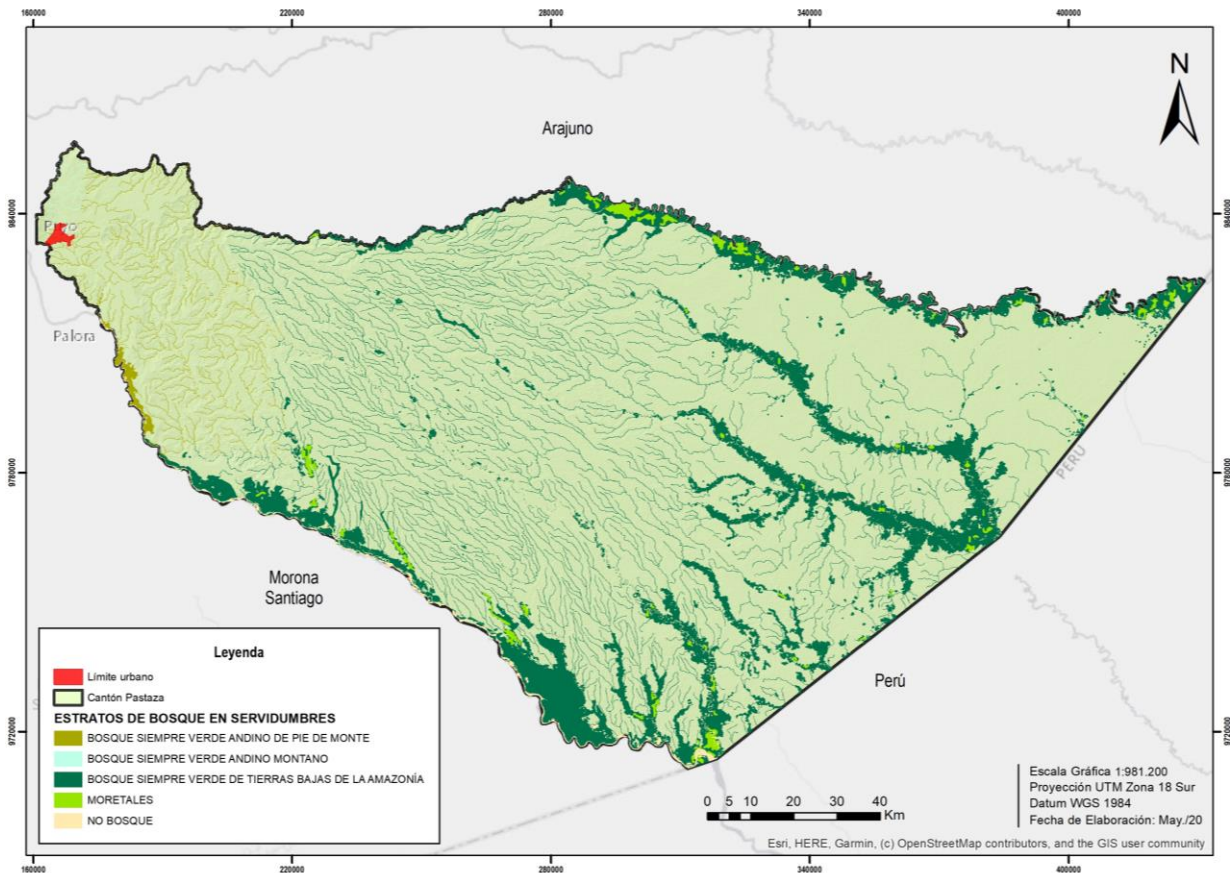 160000 220000 280000 340000 400000
N
Arajuno
9840000 9840000
Puyo
Palora
9780000 9780000
PERU
Morona
Santiago
Perú
Leyenda
Límite urbano
Cantón Pastaza
ESTRATOS DE BOSQUE EN SERVIDUMBRES
BOSQUE SIEMPRE VERDE ANDINO DE PIE DE MONTE
BOSQUE SIEMPRE VERDE ANDINO MONTANO
BOSQUE SIEMPRE VERDE DE TIERRAS BAJAS DE LA AMAZONÍA
MORETALES
NO BOSQUE
9720000 9720000
0 5 10 20 30 40
Km
Escala Gráfica 1:981.200
Proyección UTM Zona 18 Sur
Datum WGS 1984
Fecha de Elaboración: May./20
Esri, HERE, Garmin, (c) OpenStreetMap contributors, and the GIS user community
160000 220000 280000 340000 400000